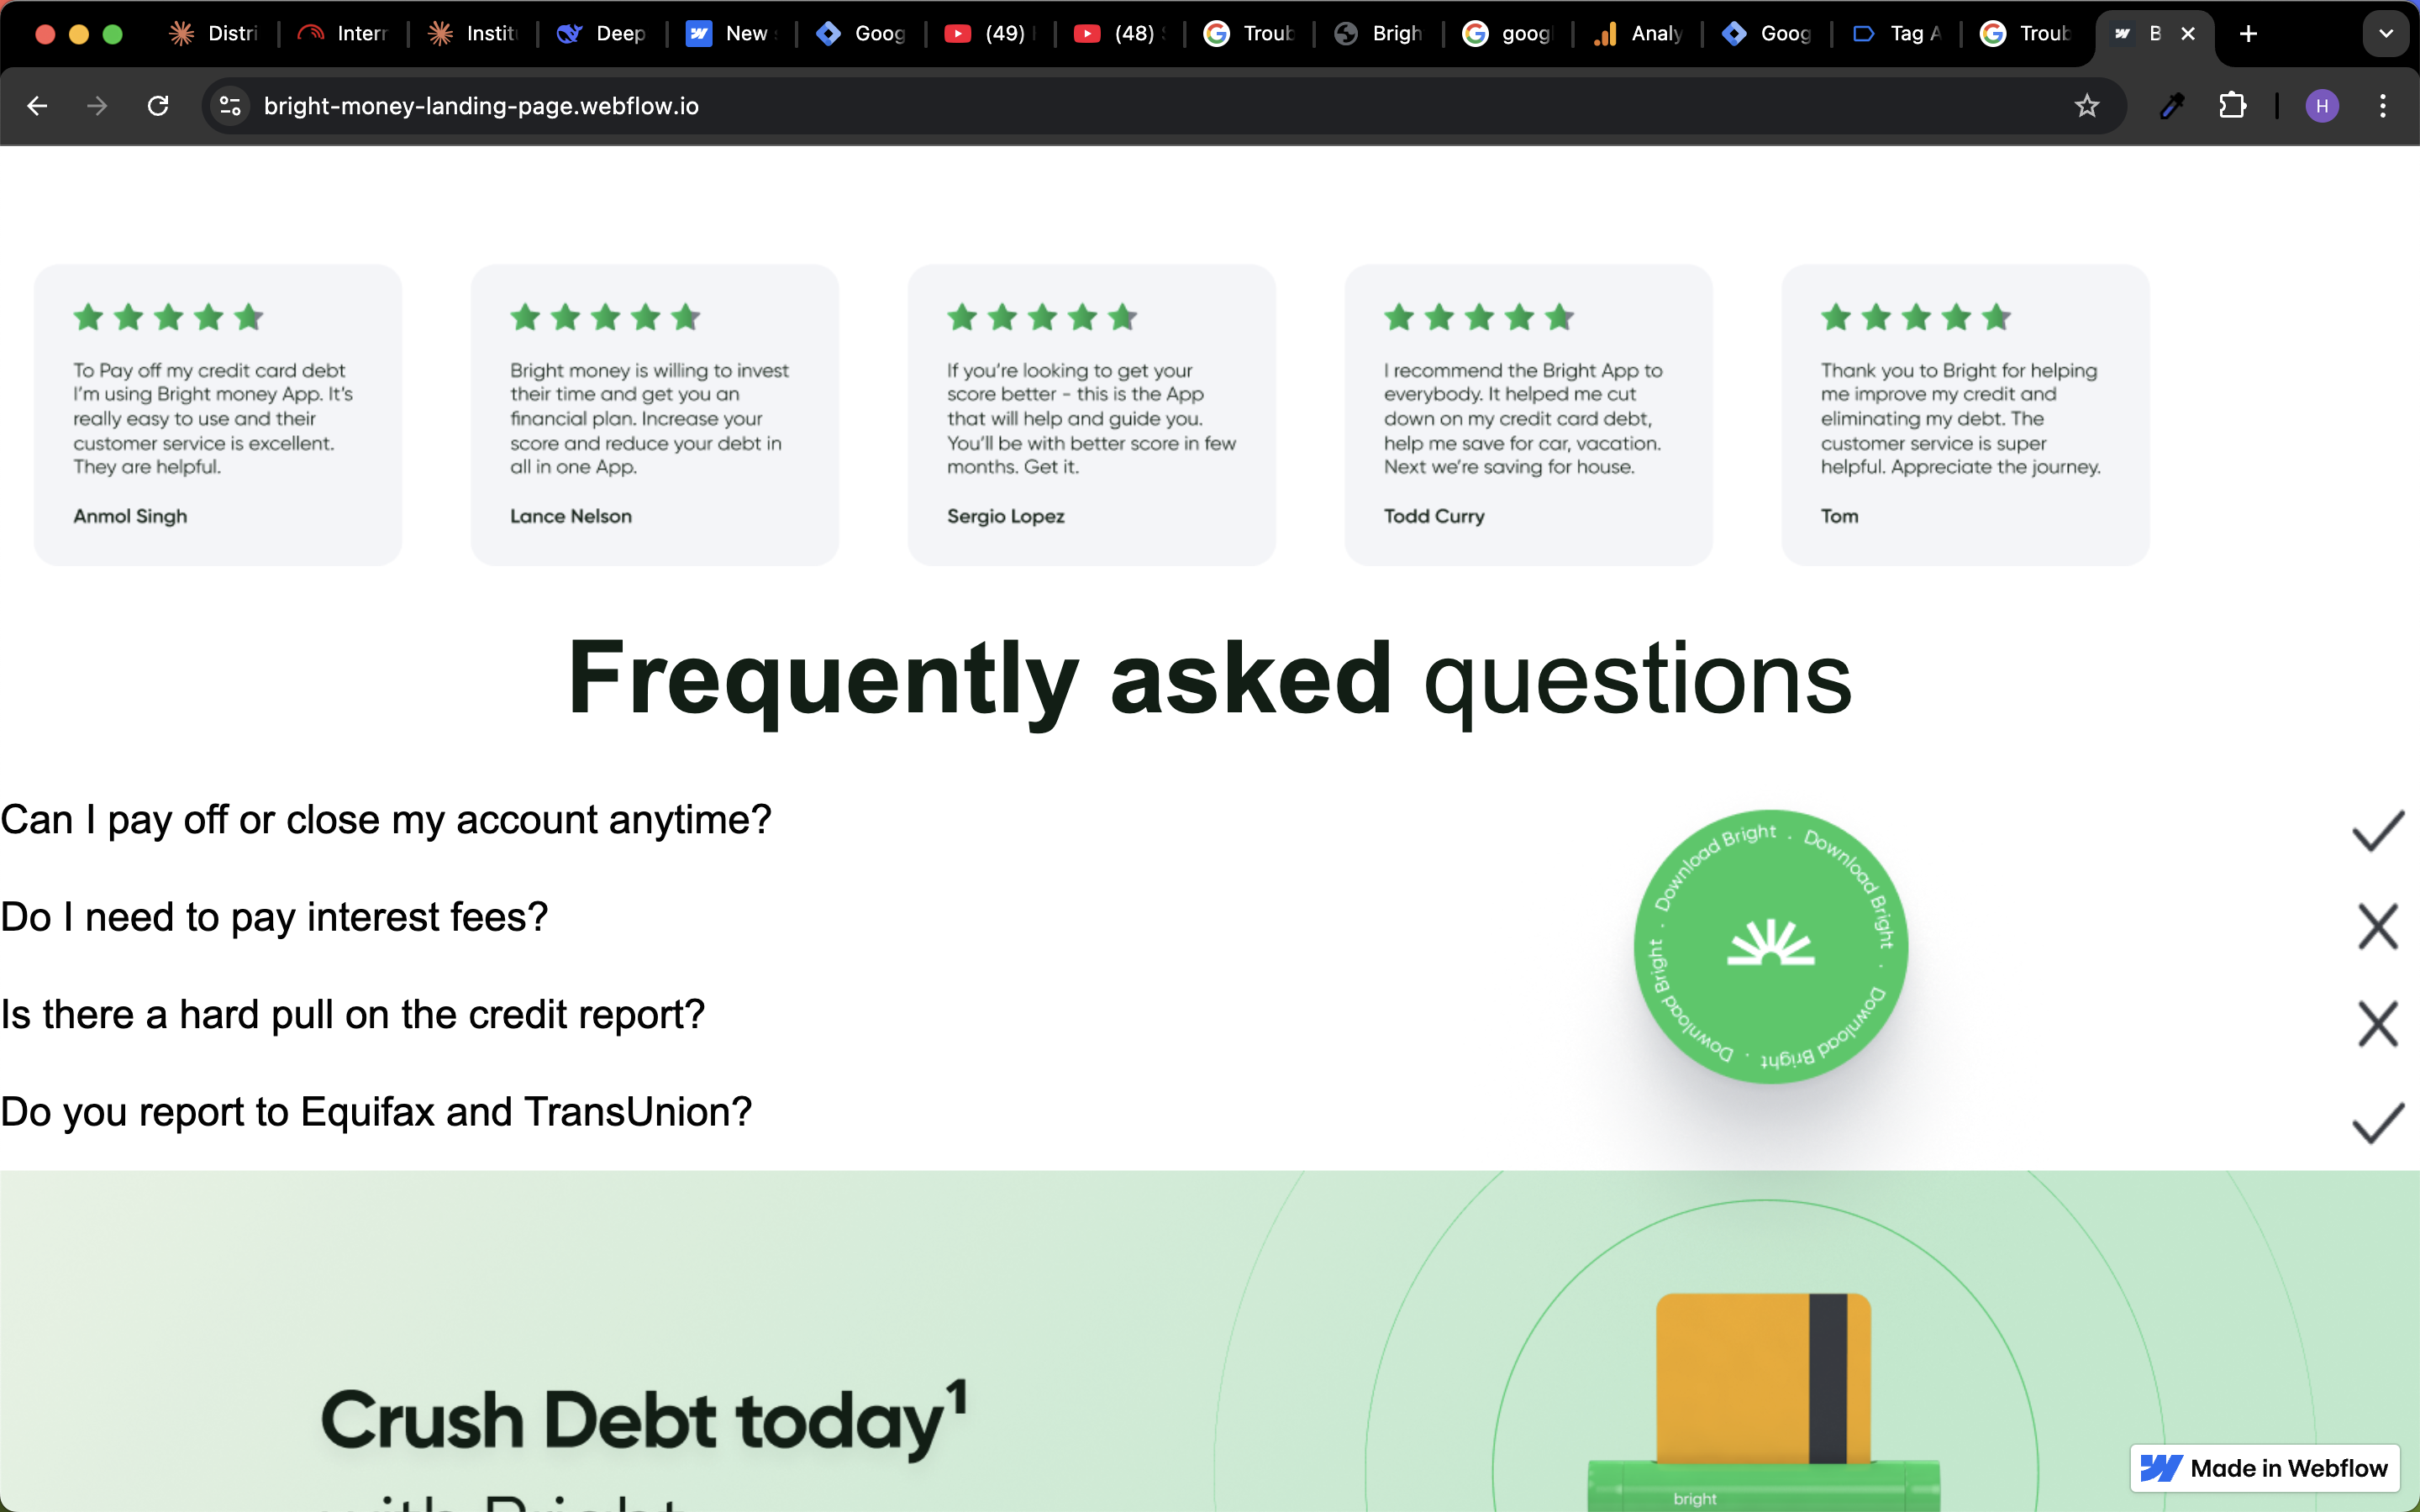 Distri
Interr
Instit
Deep
New
Goog
(49)
(48)
Troub
Brigh
goog
Analy
Goog
Tag A
Troub
B
bright-money-landing-page.webflow.io
H
To Pay off my credit card debt
I'm using Bright money App. It's
really easy to use and their
customer service is excellent.
They are helpful.
Anmol Singh
Bright money is willing to invest
their time and get you an
financial plan. Increase your
score and reduce your debt in
all in one App.
Lance Nelson
If you're looking to get your
score better - this is the App
that will help and guide you.
You'll be with better score in few
months. Get it.
Sergio Lopez
I recommend the Bright App to
everybody. It helped me cut
down on my credit card debt,
help me save for car, vacation.
Next we're saving for house.
Todd Curry
Thank you to Bright for helping
me improve my credit and
eliminating my debt. The
customer service is super
helpful. Appreciate the journey.
Tom
Frequently asked questions
Can I pay off or close my account anytime?
Do I need to pay interest fees?
Is there a hard pull on the credit report?
Do you report to Equifax and TransUnion?
Download Bright . Download Bright . Download Bright . Download Bright .
Crush Debt today¹
with Bright
bright
Made in Webflow